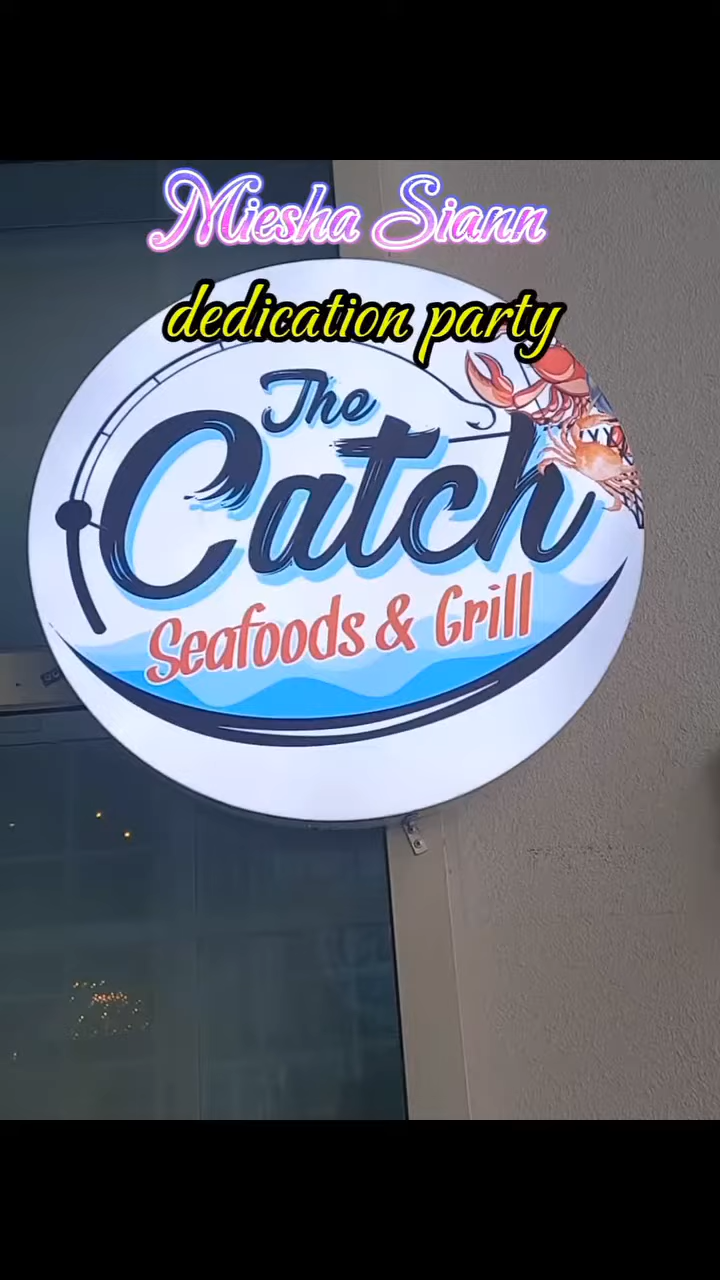 Miesha Siann
dedication party
The
Catch
Seafoods & Grill